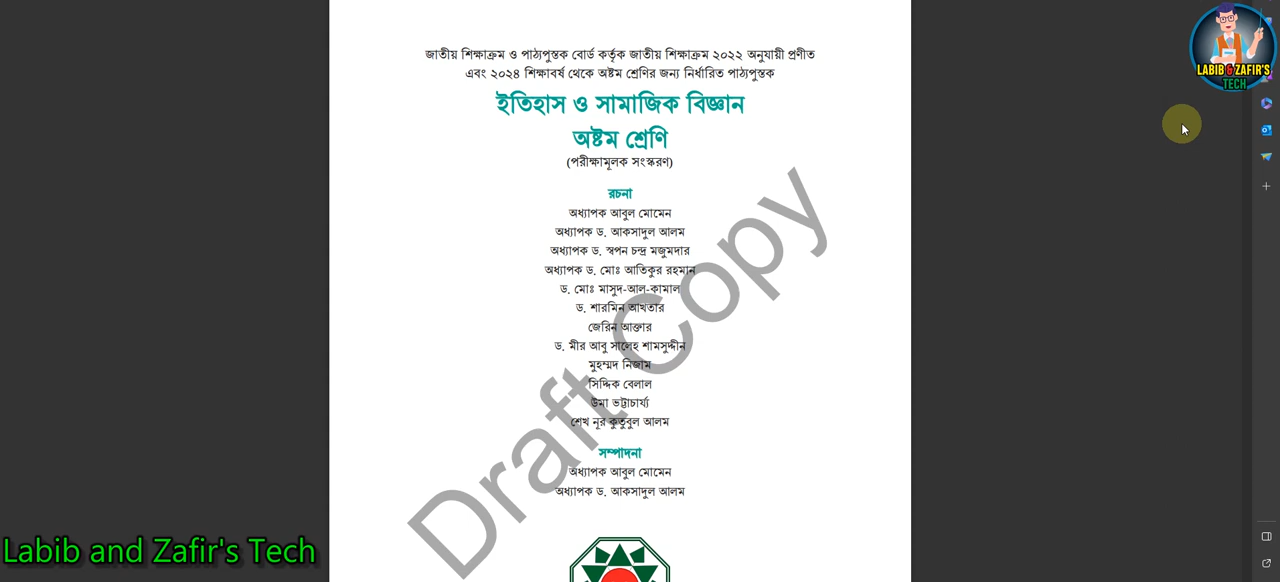 জাতীয় শিক্ষাক্রম ও পাঠ্যপুস্তক বোর্ড কর্তৃক জাতীয় শিক্ষাক্রম ২০২২ অনুযায়ী প্রণীত
এবং ২০২৪ শিক্ষাবর্ষ থেকে অষ্টম শ্রেণির জন্য নির্ধারিত পাঠ্যপুস্তক
ইতিহাস ও সামাজিক বিজ্ঞান
অষ্টম শ্রেণি
(পরীক্ষামূলক সংস্করণ)
রচনা
অধ্যাপক আবুল মোমেন
অধ্যাপক ড. আকসাদুল আলম
অধ্যাপক ড. স্বপন চন্দ্র মজুমদার
অধ্যাপক ড. মোঃ আতিকুর রহমান
ড. মোঃ মাসুদ-আল-কামাল
ড. শারমিন আখতার
জেরিন আক্তার
ড. মীর আবু সালেহ শামসুদ্দীন
মুহম্মদ নিজাম
সিদ্দিক বেলাল
উমা ভট্টাচার্য্য
শেখ নূর কুতুবুল আলম
সম্পাদনা
অধ্যাপক আবুল মোমেন
অধ্যাপক ড. আকসাদুল আলম
Draft Copy
LABIB & ZAFIR'S
TECH
Labib and Zafir's Tech